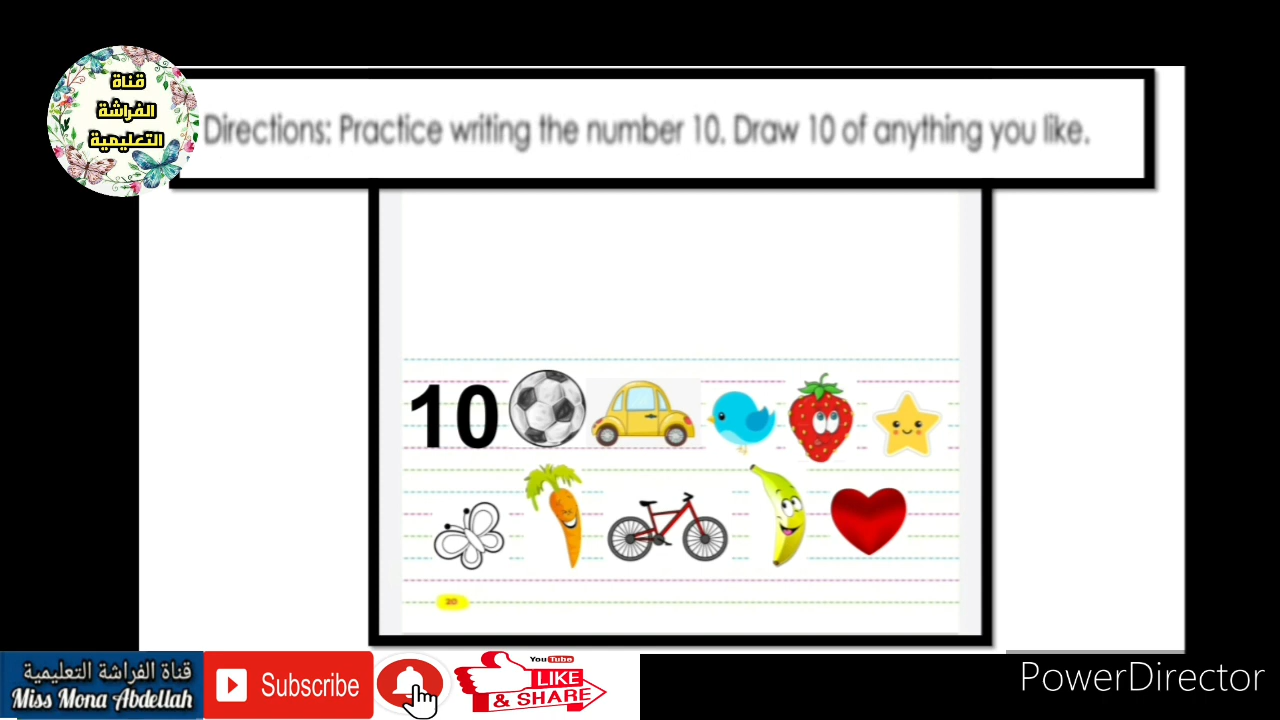 قناة
الفراشة
التعليمية
Directions: Practice writing the number 10. Draw 10 of anything you like.
10
20
قناة الفراشة التعليمية
Miss Mona Abdellah
Subscribe
YouTube
LIKE
& SHARE
PowerDirector